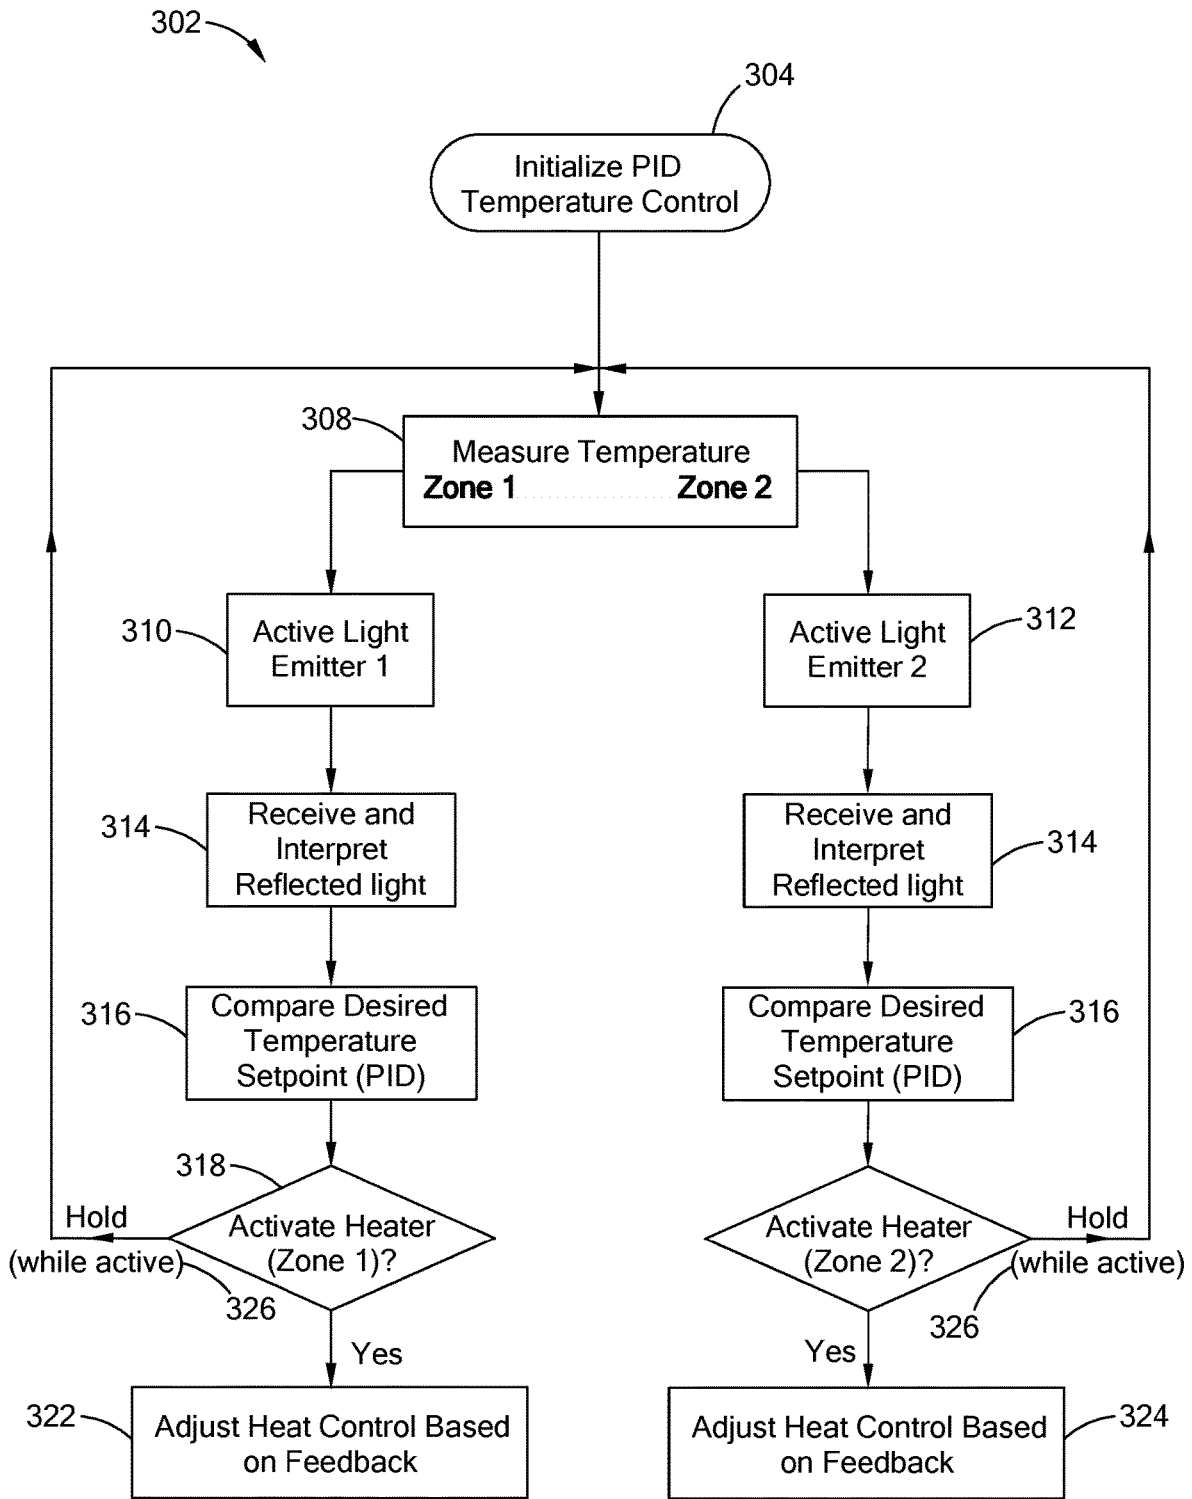 302
304
Initialize PID
Temperature Control
308
Measure Temperature
Zone 1 Zone 2
310
Active Light
Emitter 1
Active Light
Emitter 2
312
314
Receive and
Interpret
Reflected light
Receive and
Interpret
Reflected light
314
316
Compare Desired
Temperature
Setpoint (PID)
Compare Desired
Temperature
Setpoint (PID)
316
318
Hold
(while active)
326
Activate Heater
(Zone 1)?
Activate Heater
(Zone 2)?
Hold
(while active)
326
Yes
Yes
322
Adjust Heat Control Based
on Feedback
Adjust Heat Control Based
on Feedback
324